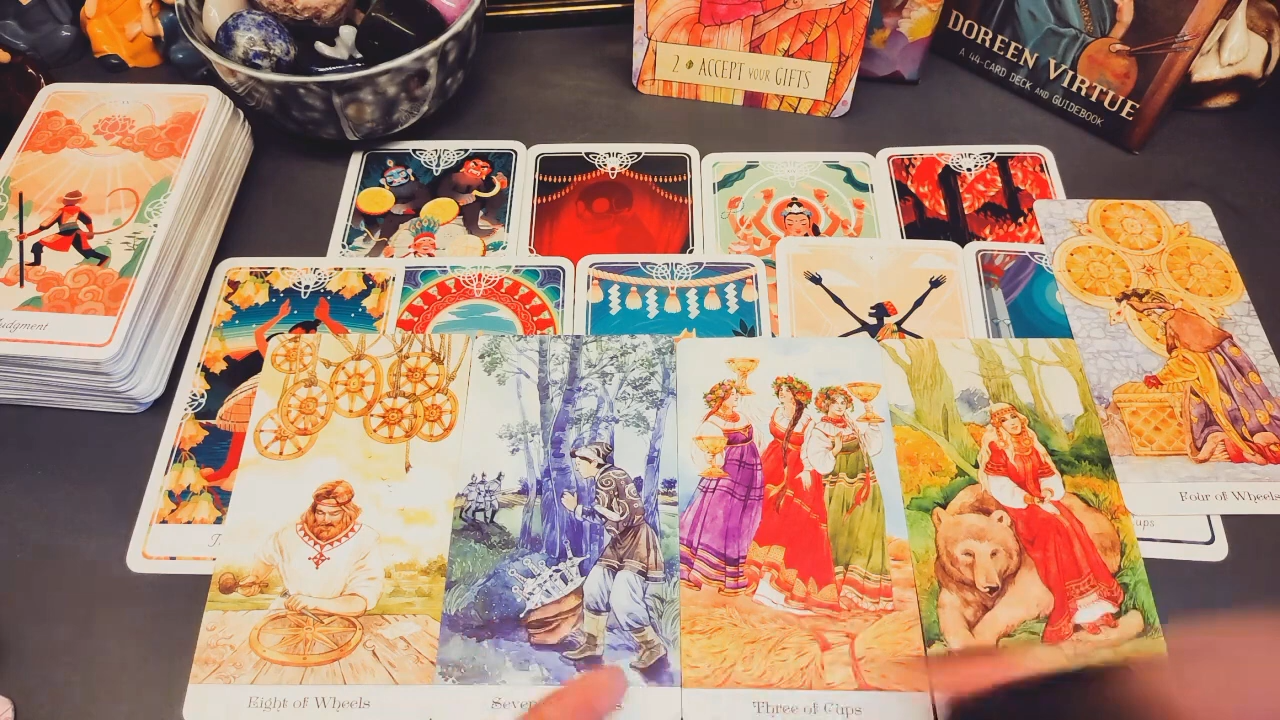 2 ACCEPT YOUR GIFTS
DOREEN VIRTUE
A 44-CARD DECK AND GUIDEBOOK
Judgment
X
Four of Wheels
Cups
Eight of Wheels
Three of Cups